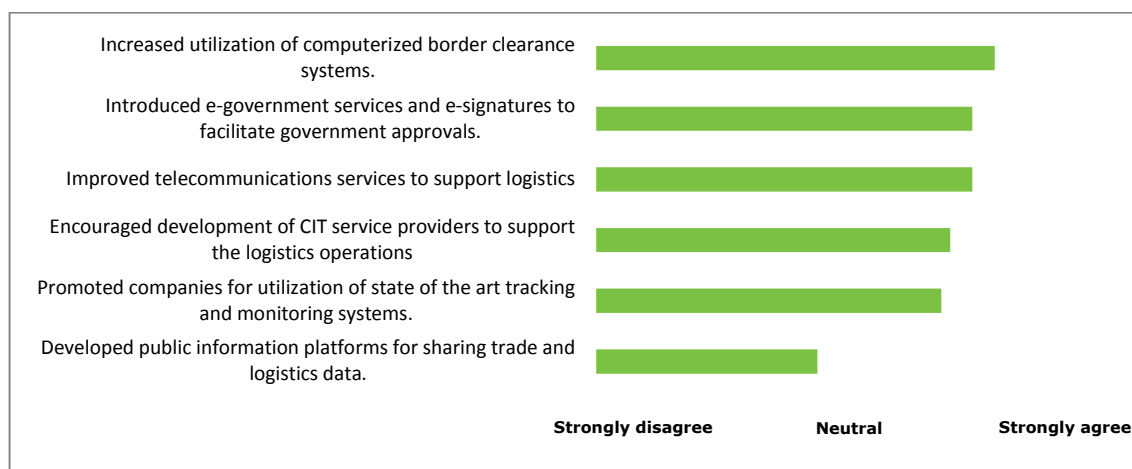 Increased utilization of computerized border clearance
systems.
Introduced e-government services and e-signatures to
facilitate government approvals.
Improved telecommunications services to support logistics
Encouraged development of CIT service providers to support
the logistics operations
Promoted companies for utilization of state of the art tracking
and monitoring systems.
Developed public information platforms for sharing trade and
logistics data.
Strongly disagree Neutral Strongly agree